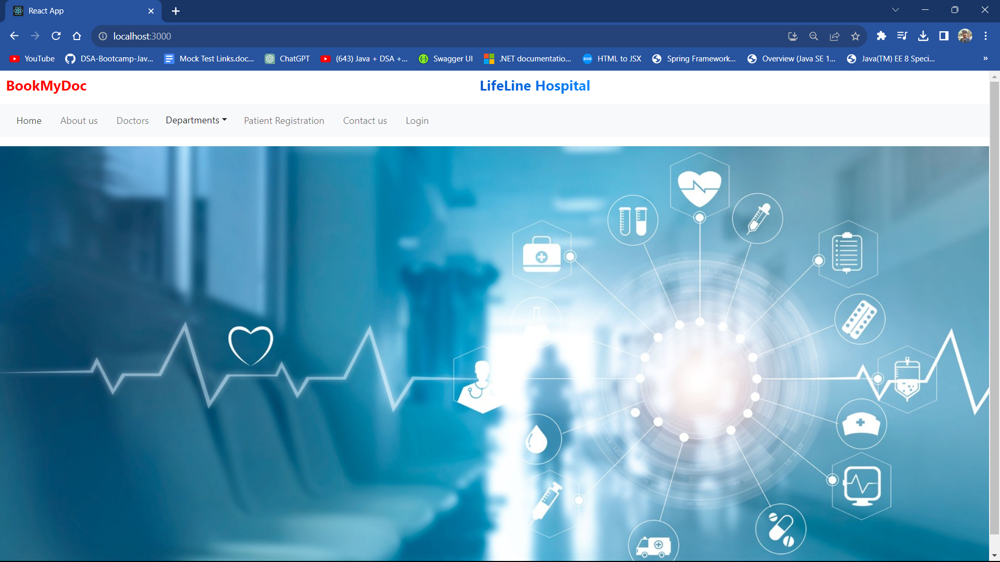 React App
localhost:3000
YouTube DSA-Bootcamp-Jav... Mock Test Links.doc... ChatGPT (643) Java + DSA +... Swagger UI .NET documentatio... HTML to JSX Spring Framework... Overview (Java SE 1... Java(TM) EE 8 Speci... »
BookMyDoc LifeLine Hospital
Home About us Doctors Departments Patient Registration Contact us Login